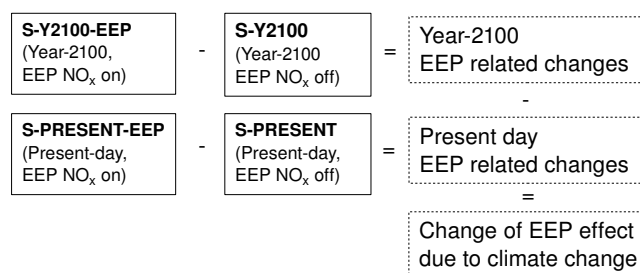 S-Y2100-EEP
(Year-2100,
EEP NOx on)
-
S-Y2100
(Year-2100
EEP NOx off)
=
Year-2100
EEP related changes
-
S-PRESENT-EEP
(Present-day,
EEP NOx on)
-
S-PRESENT
(Present-day,
EEP NOx off)
=
Present day
EEP related changes
=
Change of EEP effect
due to climate change